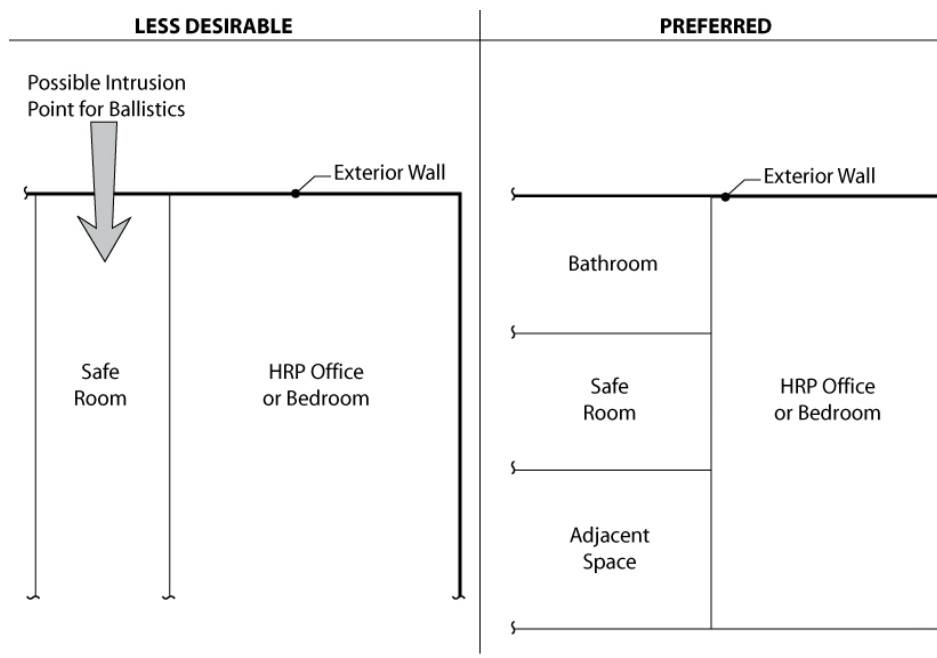 LESS DESIRABLE
Possible Intrusion
Point for Ballistics
Exterior Wall
Safe
Room
HRP Office
or Bedroom
PREFERRED
Exterior Wall
Bathroom
Safe
Room
HRP Office
or Bedroom
Adjacent
Space